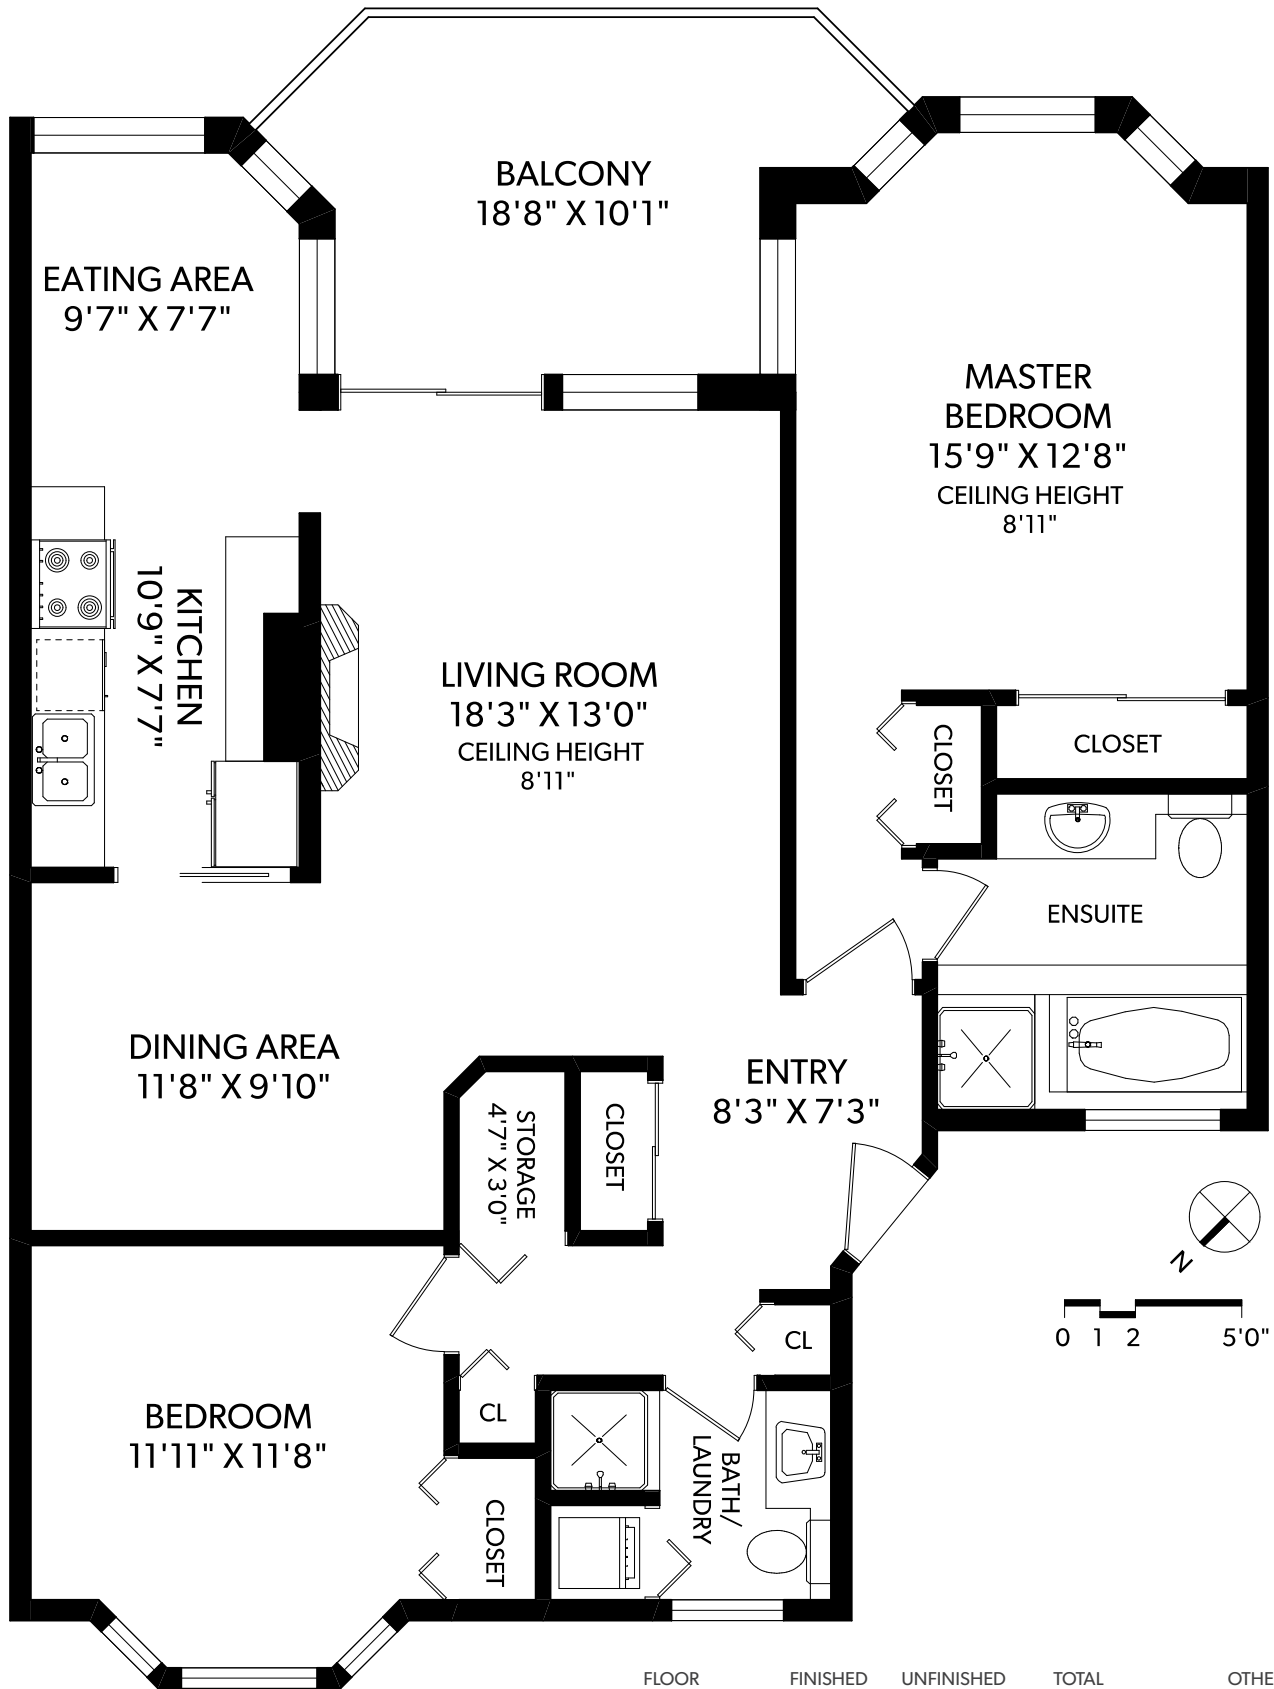 BALCONY
18'8" X 10'1"
EATING AREA
9'7" X 7'7"
MASTER
BEDROOM
15'9" X 12'8"
CEILING HEIGHT
8'11"
KITCHEN
10'9" X 7'7"
LIVING ROOM
18'3" X 13'0"
CEILING HEIGHT
8'11"
CLOSET
CLOSET
ENSUITE
DINING AREA
11'8" X 9'10"
ENTRY
8'3" X 7'3"
STORAGE
4'7" X 3'0"
CLOSET
N
0 1 2 5'0"
CL
BEDROOM
11'11" X 11'8"
CL
BATH/
LAUNDRY
CLOSET
FLOOR FINISHED UNFINISHED TOTAL OTHE